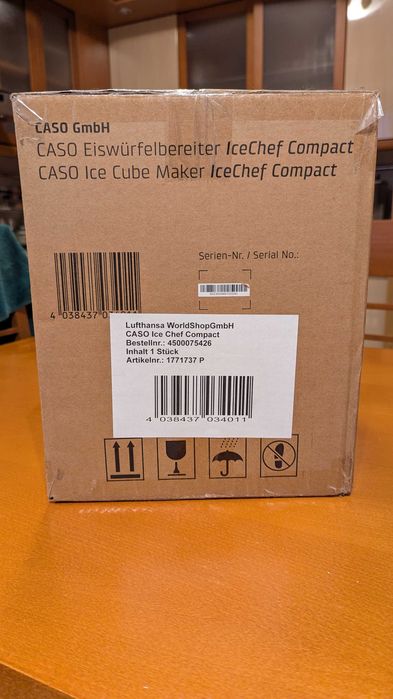 CASO GmbH
CASO Eiswürfelbereiter IceChef Compact
CASO Ice Cube Maker IceChef Compact
Serien-Nr. / Serial No.:
4 038437 034011
Lufthansa WorldShopGmbH
CASO Ice Chef Compact
Bestellnr.: 4500075426
Inhalt 1 Stück
Artikelnr.: 1771737 P
4 038437 034011